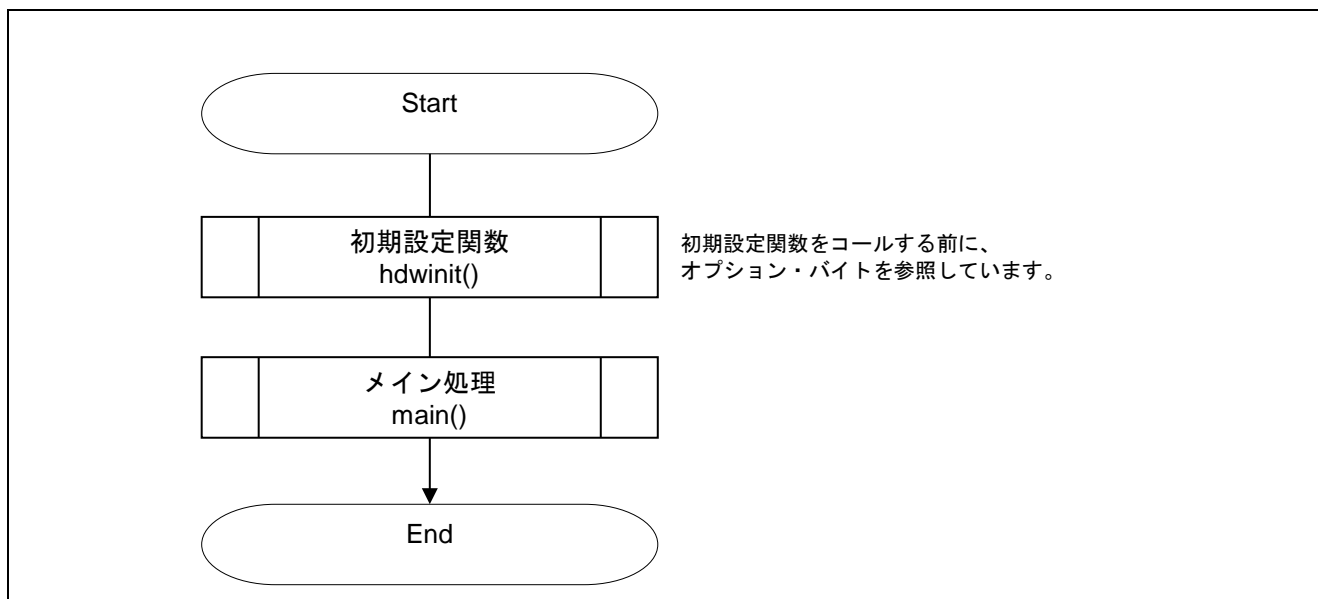 Start
初期設定関数
hdwinit()
初期設定関数をコールする前に、
オプション・バイトを参照しています。
メイン処理
main()
End